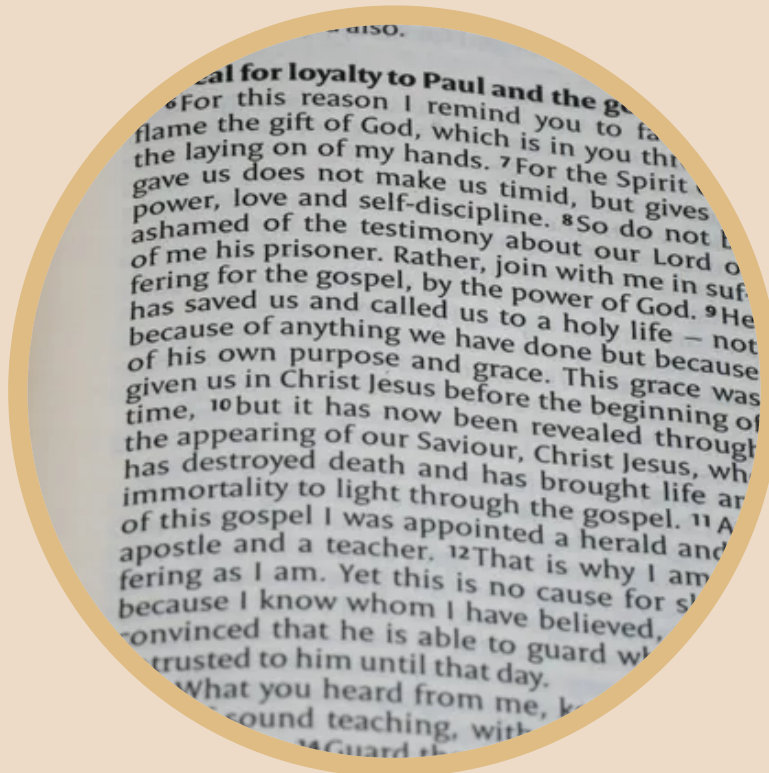 also.
eal for loyalty to Paul and the
⁶For this reason I remind you to
flame the gift of God, which is in you
the laying on of my hands. ⁷For the Spirit
gave us does not make us timid, but gives
power, love and self-discipline. ⁸So do not
ashamed of the testimony about our Lord
of me his prisoner. Rather, join with me in suf-
fering for the gospel, by the power of God. ⁹He
has saved us and called us to a holy life – not
because of anything we have done but because
of his own purpose and grace. This grace was
given us in Christ Jesus before the beginning of
time, ¹⁰but it has now been revealed through
the appearing of our Saviour, Christ Jesus,
has destroyed death and has brought life
immortality to light through the gospel. ¹¹
of this gospel I was appointed a herald and
apostle and a teacher. ¹²That is why I am
fering as I am. Yet this is no cause for
because I know whom I have believed,
convinced that he is able to guard
trusted to him until that day.
What you heard from me,
sound teaching, with
¹⁴Guard